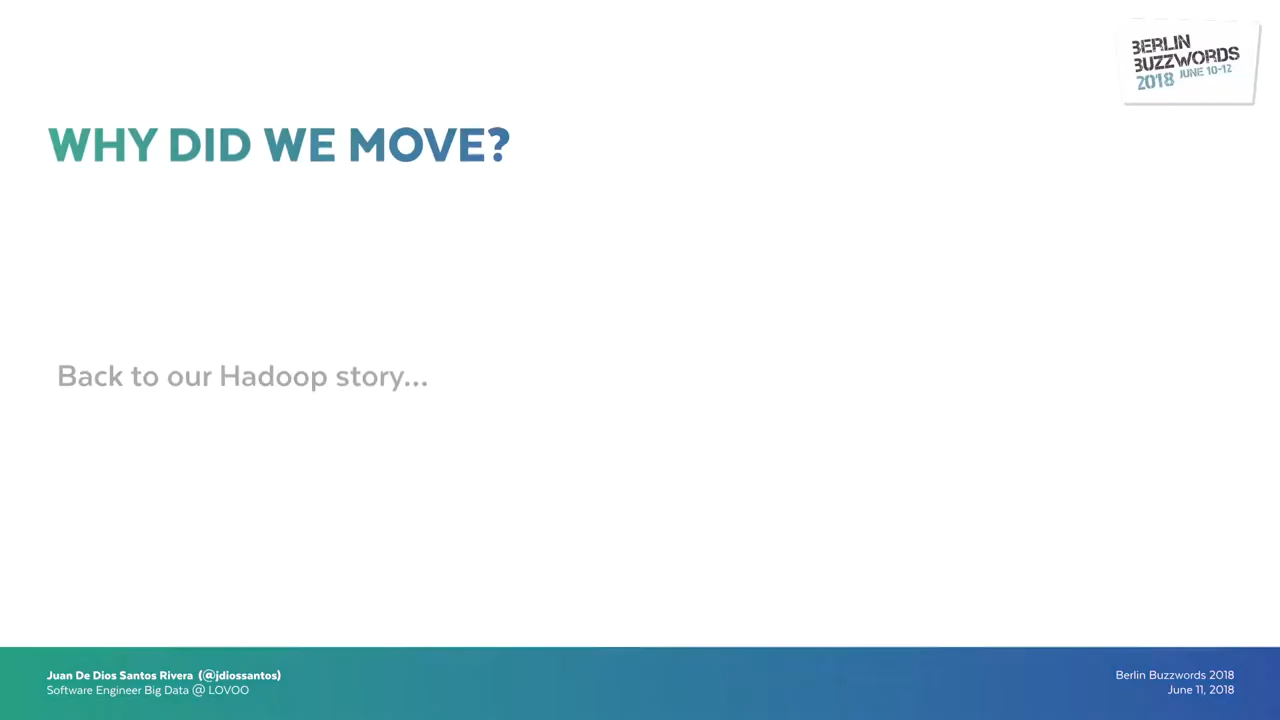 BERLIN
BUZZWORDS
2018 JUNE 10-12
WHY DID WE MOVE?
Back to our Hadoop story...
Juan De Dios Santos Rivera (@jdiossantos)
Software Engineer Big Data @ LOVOO
Berlin Buzzwords 2018
June 11, 2018